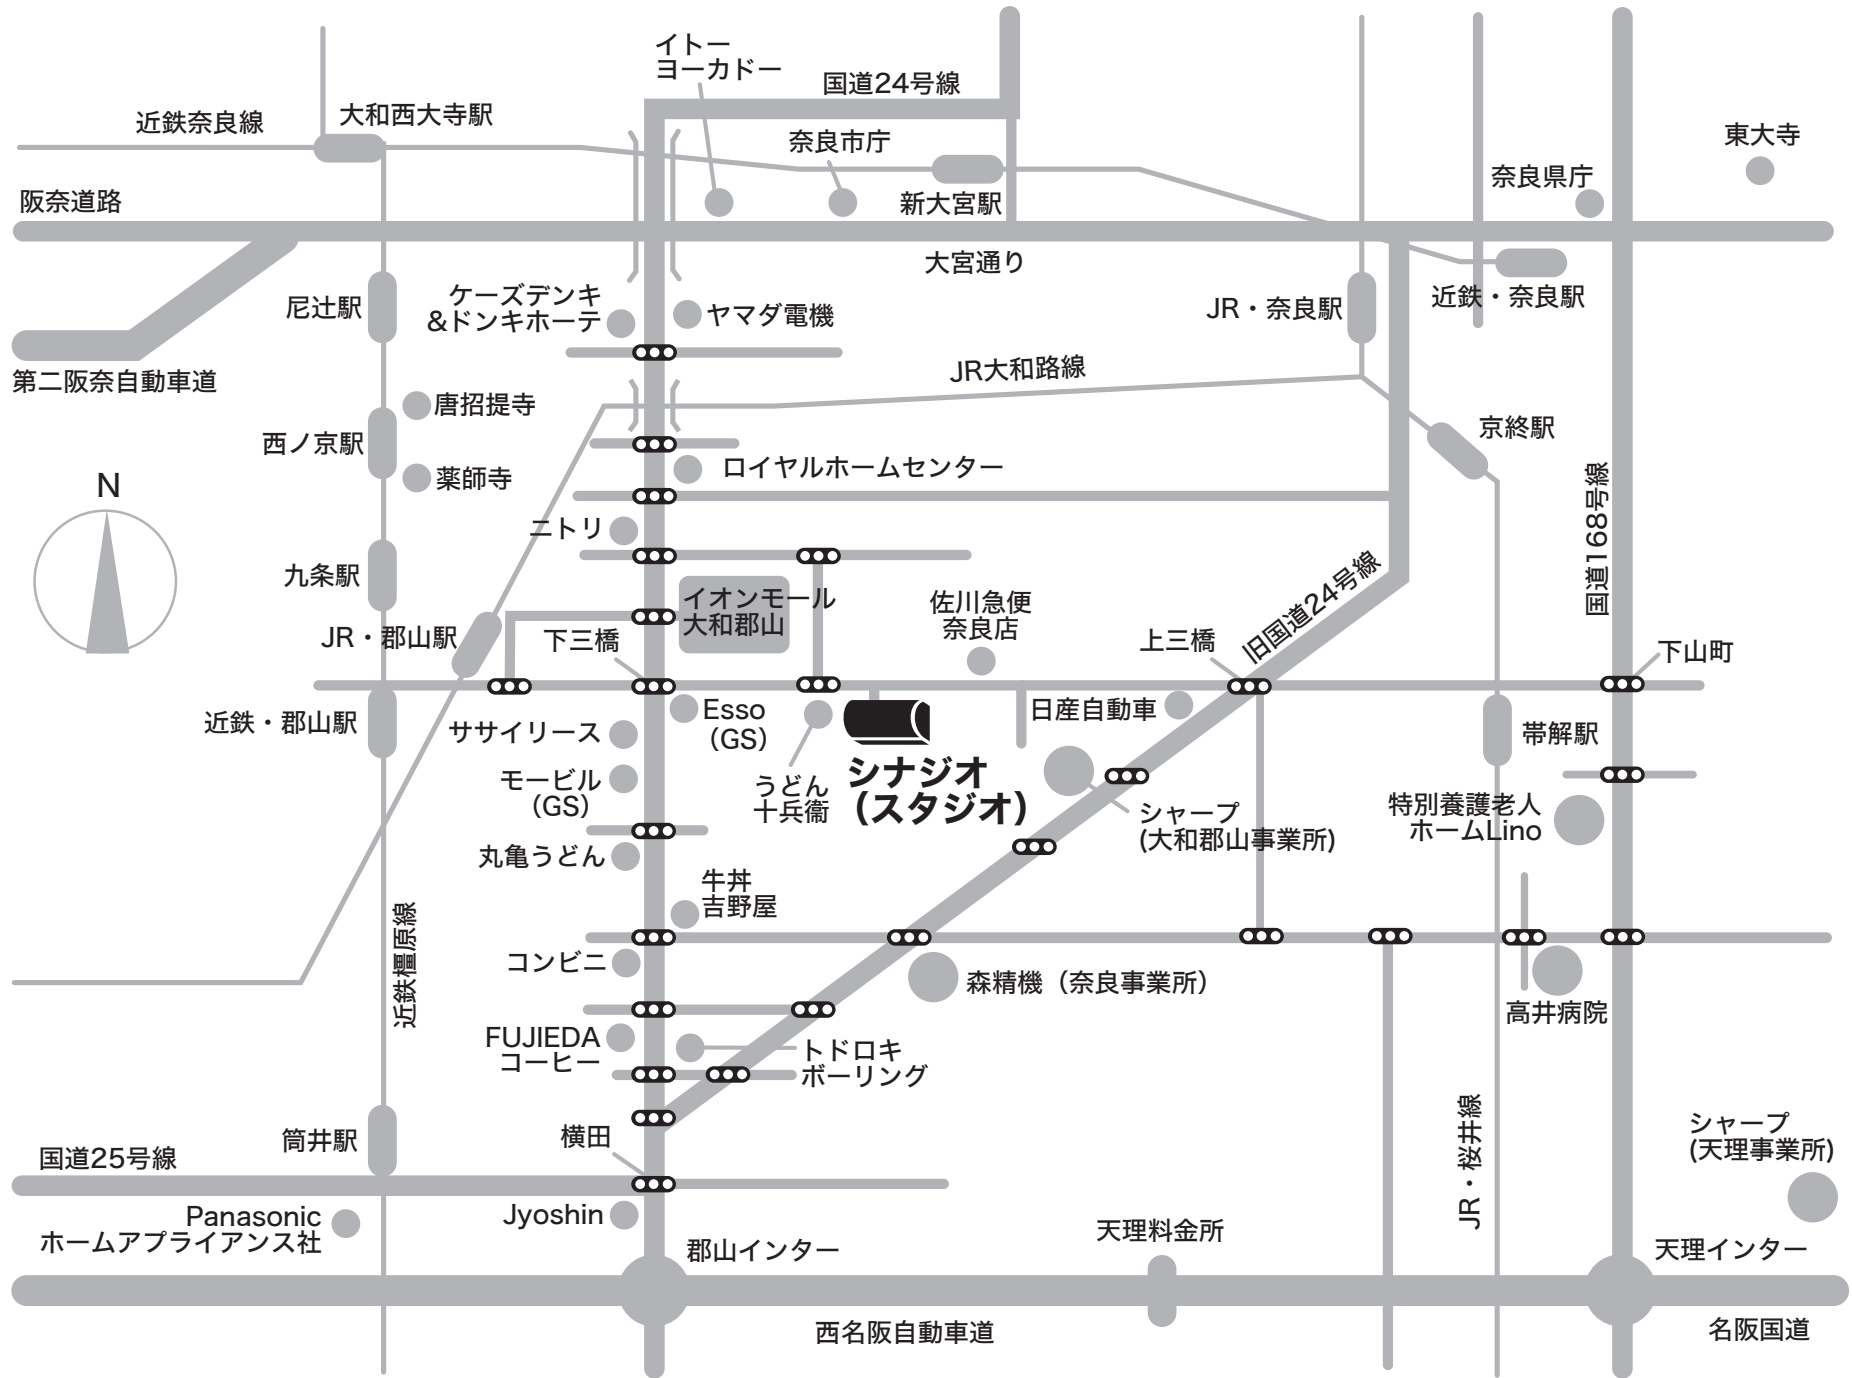 イトー
ヨーカドー
国道24号線
近鉄奈良線
大和西大寺駅
奈良市庁
東大寺
奈良県庁
阪奈道路
新大宮駅
大宮通り
尼辻駅
ケーズデンキ
&ドンキホーテ
ヤマダ電機
JR・奈良駅
近鉄・奈良駅
第二阪奈自動車道
JR大和路線
唐招提寺
西ノ京駅
京終駅
薬師寺
ロイヤルホームセンター
N
国道168号線
ニトリ
九条駅
イオンモール
大和郡山
佐川急便
奈良店
旧国道24号線
JR・郡山駅
下三橋
上三橋
下山町
近鉄・郡山駅
ササイリース
Esso
（GS）
日産自動車
帯解駅
モービル
（GS）
うどん
十兵衞
シナジオ
（スタジオ）
シャープ
(大和郡山事業所)
特別養護老人
ホームLino
丸亀うどん
牛丼
吉野屋
近鉄橿原線
コンビニ
森精機（奈良事業所）
高井病院
FUJIEDA
コーヒー
トドロキ
ボーリング
JR・桜井線
横田
筒井駅
国道25号線
シャープ
(天理事業所)
Panasonic
ホームアプライアンス社
Jyoshin
郡山インター
天理料金所
天理インター
西名阪自動車道
名阪国道